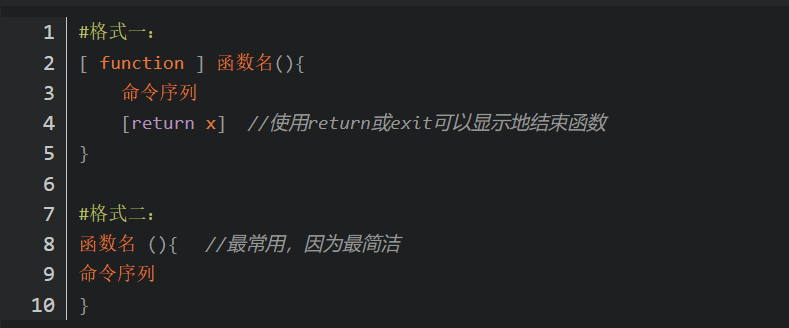 1 #格式一:
2 [ function ] 函数名(){
3 命令序列
4 [return x] //使用return或exit可以显示地结束函数
5 }
6
7 #格式二:
8 函数名 (){ //最常用，因为最简洁
9 命令序列
10 }